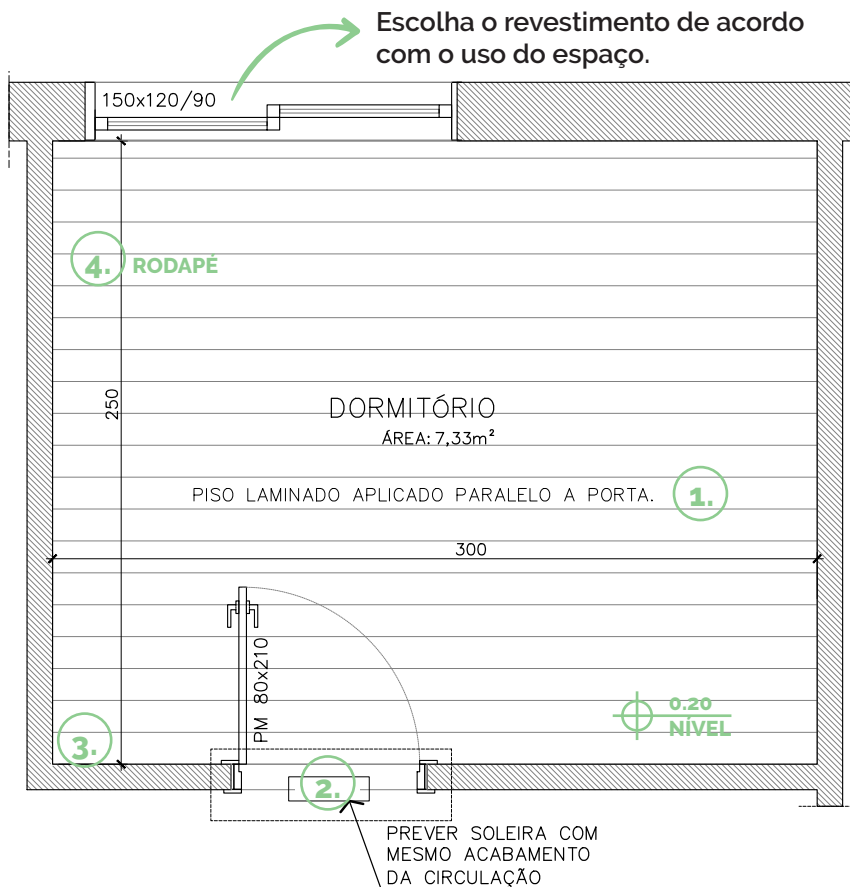 Escolha o revestimento de acordo
com o uso do espaço.
150x120/90
4. RODAPÉ
250
DORMITÓRIO
ÁREA: 7,33m²
PISO LAMINADO APLICADO PARALELO A PORTA.
1.
300
PM 80x210
0.20
NÍVEL
3.
2.
PREVER SOLEIRA COM
MESMO ACABAMENTO
DA CIRCULAÇÃO